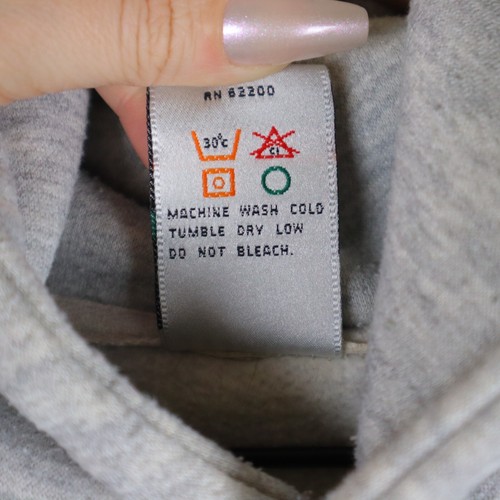 RN 62200
30°c
CL
MACHINE WASH COLD
TUMBLE DRY LOW
DO NOT BLEACH.